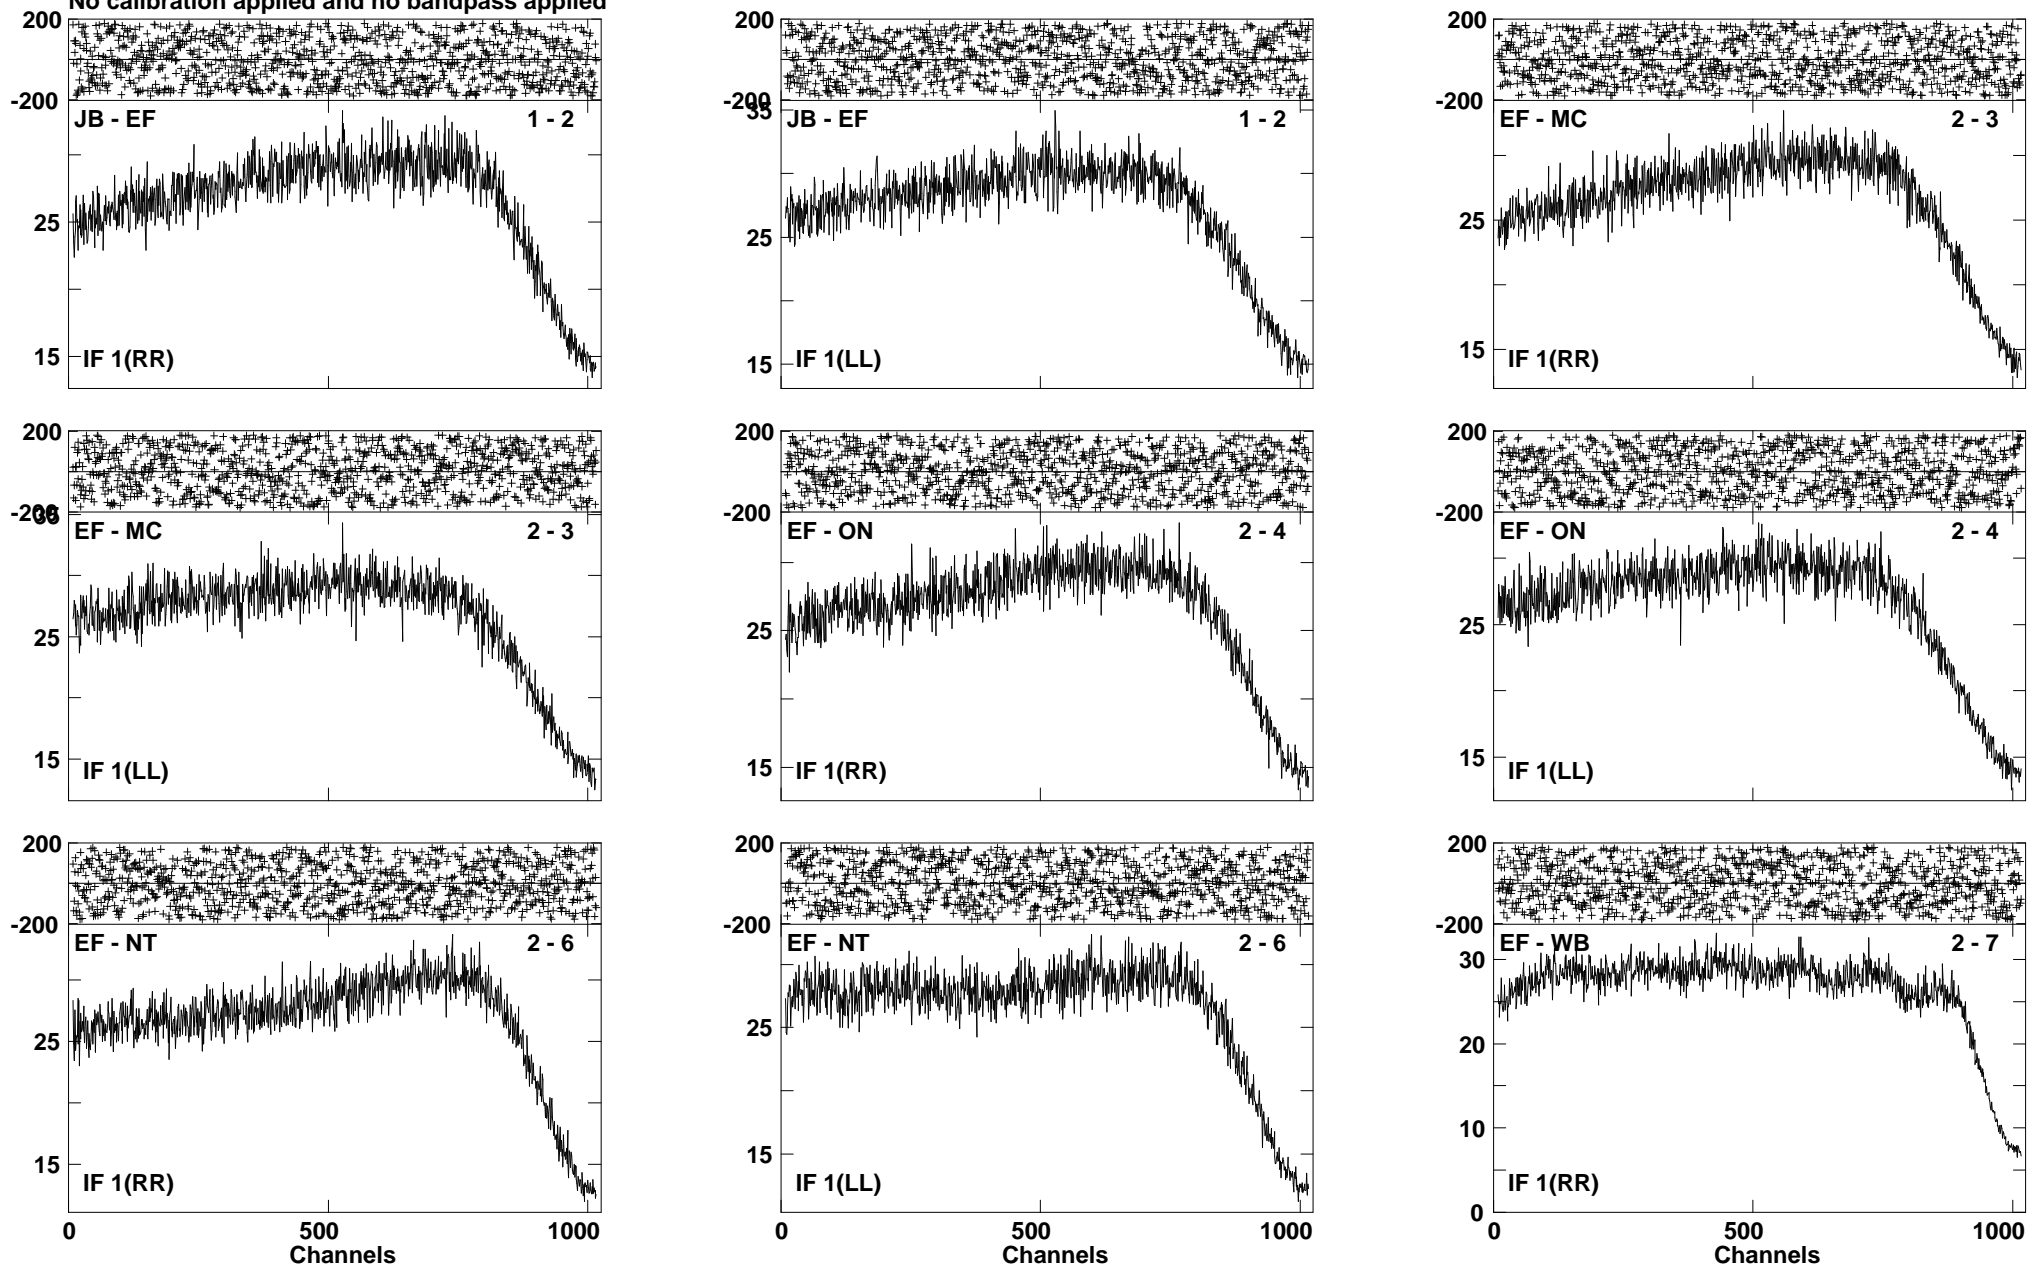 No calibration applied and no bandpass applied
200
-200
JB - EF 1 - 2
25
15
IF 1(RR)
200
-200
35
JB - EF 1 - 2
25
15
IF 1(LL)
200
-200
EF - MC 2 - 3
25
15
IF 1(RR)
200
-200
35
EF - MC 2 - 3
25
15
IF 1(LL)
200
-200
EF - ON 2 - 4
25
15
IF 1(RR)
200
-200
EF - ON 2 - 4
25
15
IF 1(LL)
200
-200
EF - NT 2 - 6
25
15
IF 1(RR)
0 500 1000
Channels
200
-200
EF - NT 2 - 6
25
15
IF 1(LL)
0 500 1000
Channels
200
-200
EF - WB 2 - 7
30
20
10
0
IF 1(RR)
0 500 1000
Channels